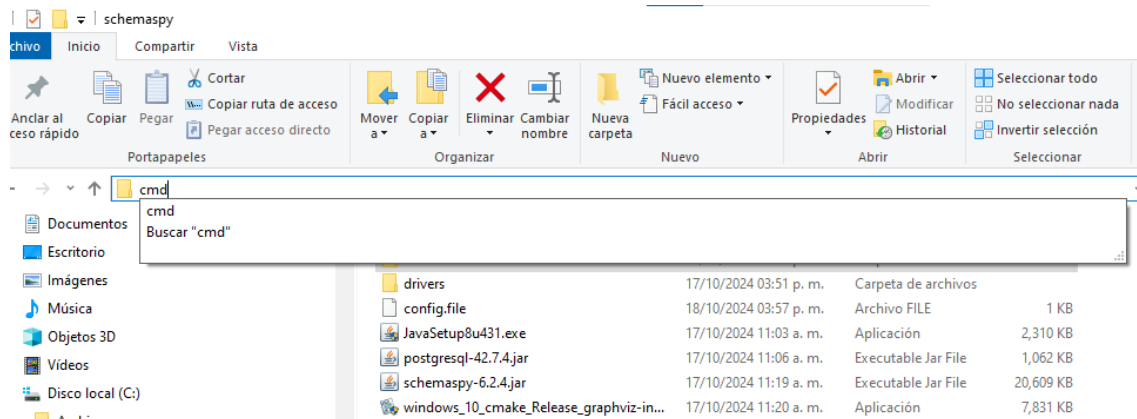 schemaspy
chivo Inicio Compartir Vista
Anclar al
ceso rápido
Copiar
Pegar
Cortar
Copiar ruta de acceso
Pegar acceso directo
Portapapeles
Mover
a
Copiar
a
Eliminar
Cambiar
nombre
Organizar
Nueva
carpeta
Nuevo elemento
Fácil acceso
Nuevo
Propiedades
Abrir
Modificar
Historial
Abrir
Seleccionar todo
No seleccionar nada
Invertir selección
Seleccionar
cmd
cmd
Buscar "cmd"
Documentos
Escritorio
Imágenes
Música
Objetos 3D
Vídeos
Disco local (C:)
drivers 17/10/2024 03:51 p. m. Carpeta de archivos
config.file 18/10/2024 03:57 p. m. Archivo FILE 1 KB
JavaSetup8u431.exe 17/10/2024 11:03 a. m. Aplicación 2,310 KB
postgresql-42.7.4.jar 17/10/2024 11:06 a. m. Executable Jar File 1,062 KB
schemaspy-6.2.4.jar 17/10/2024 11:19 a. m. Executable Jar File 20,609 KB
windows_10_cmake_Release_graphviz-in... 17/10/2024 11:20 a. m. Aplicación 7,831 KB